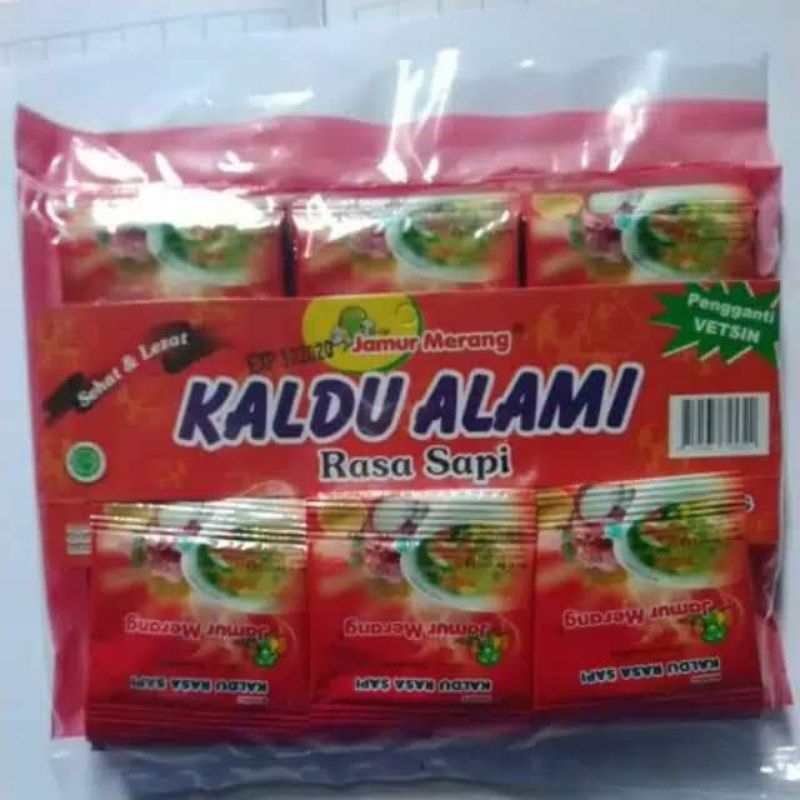 Pengganti
VETSIN
Sehat & Lezat
Jamur Merang®
KALDU ALAMI
Rasa Sapi
Jamur Merang
KALDU RASA SAPI
Jamur Merang
KALDU RASA SAPI
Jamur Merang
KALDU RASA SAPI